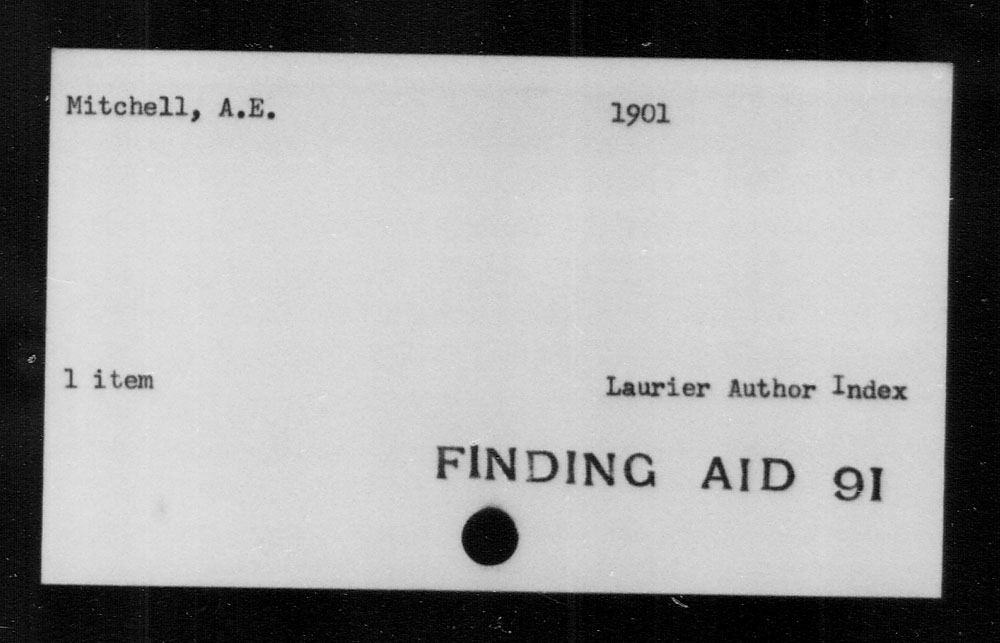 Mitchell, A.E. 1901
1 item Laurier Author Index
FINDING AID 91